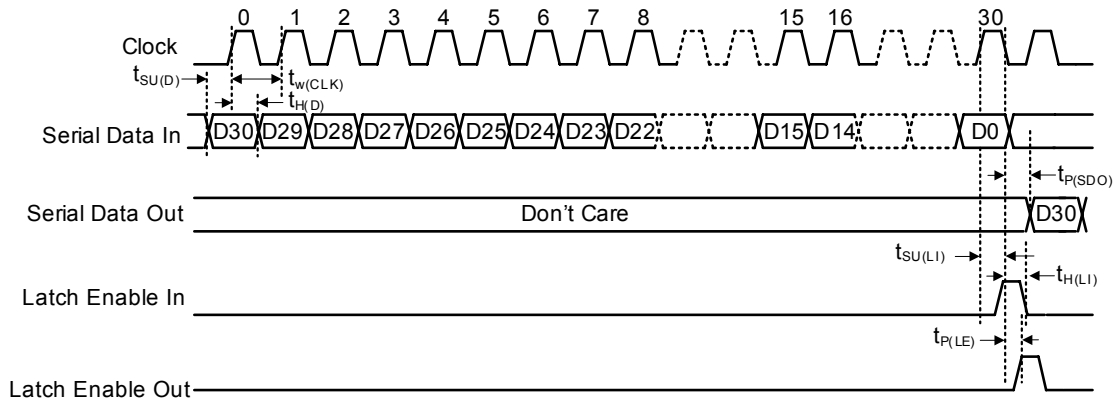 0 1 2 3 4 5 6 7 8 15 16 30
Clock
tSU(D) tw(CLK)
tH(D)
Serial Data In D30 D29 D28 D27 D26 D25 D24 D23 D22 D15 D14 D0
tP(SDO)
Serial Data Out Don't Care D30
tSU(LI)
tH(LI)
Latch Enable In
tP(LE)
Latch Enable Out